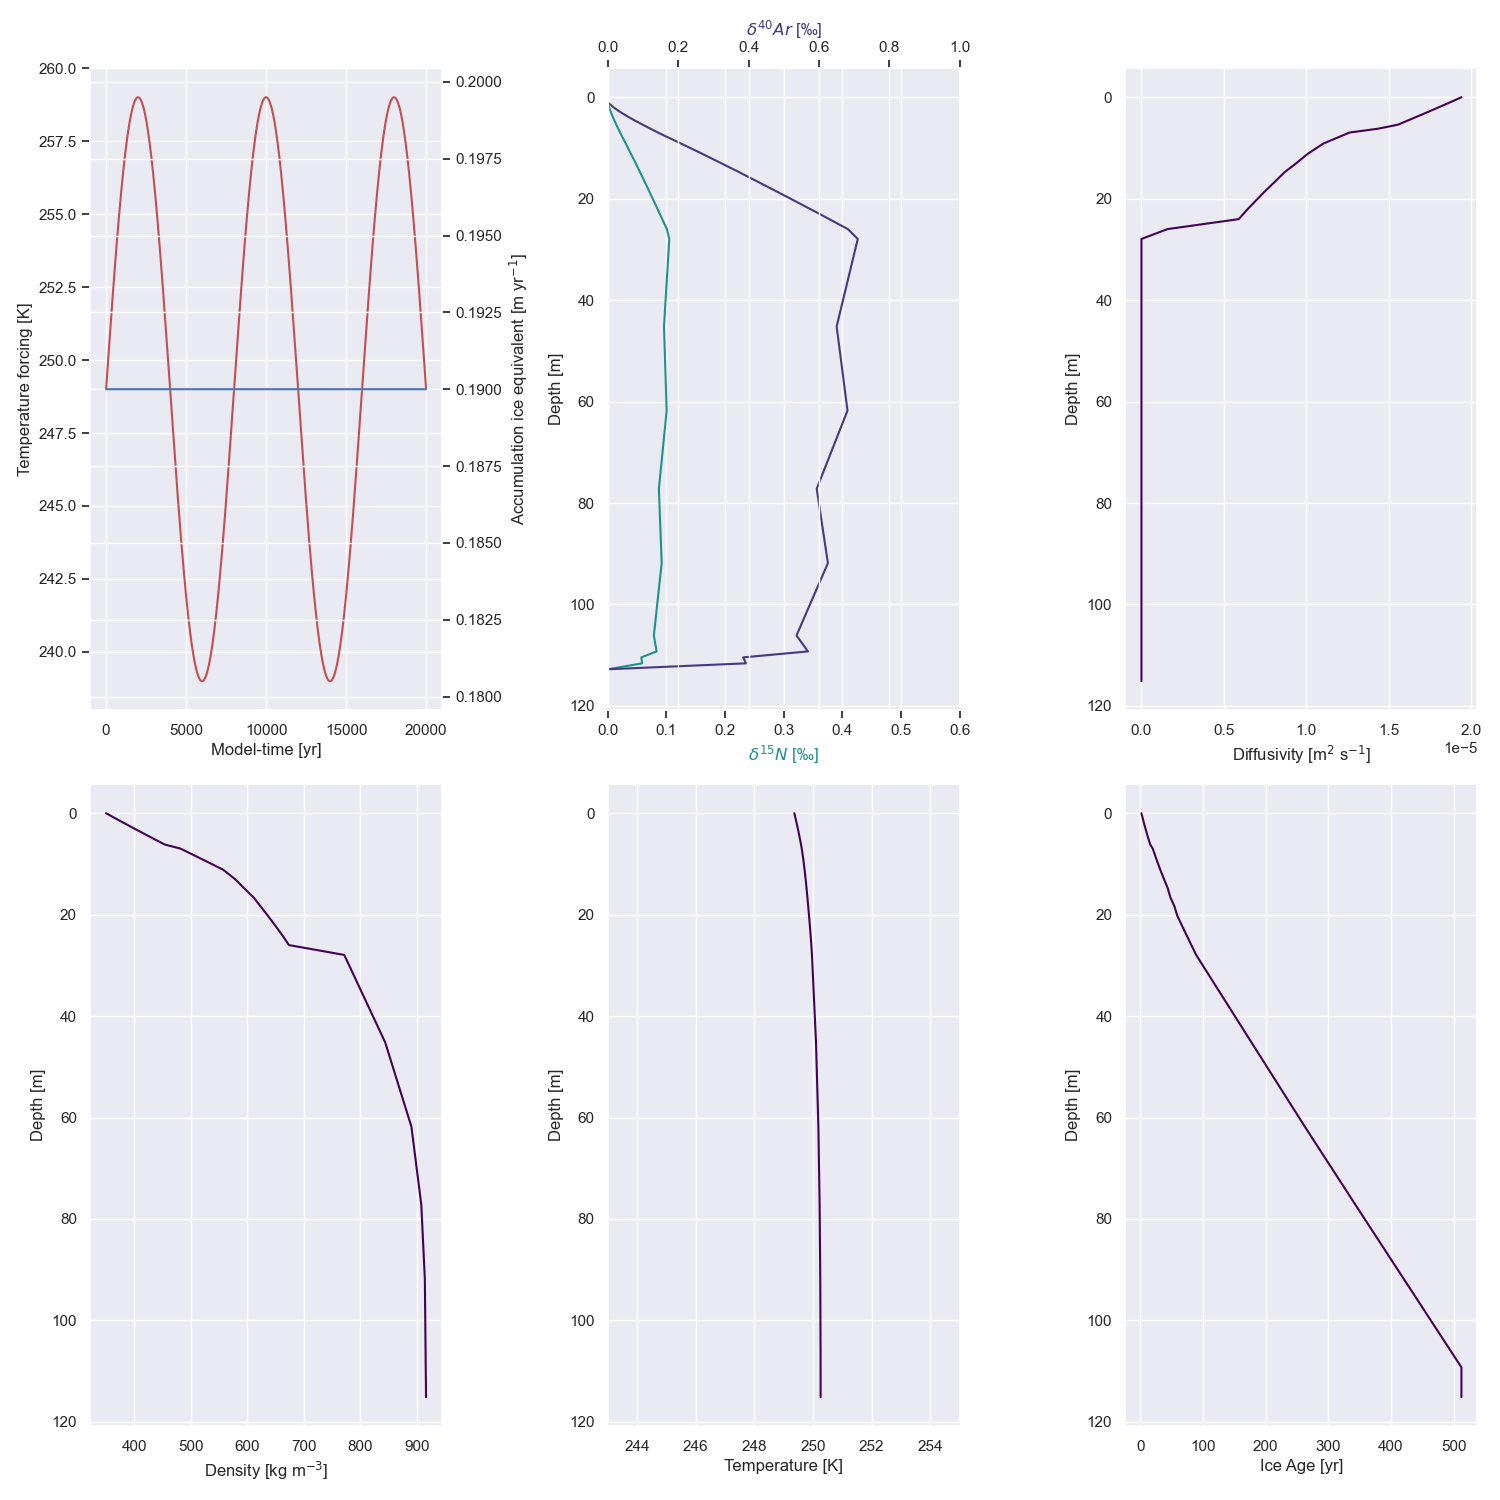 260.0
257.5
255.0
252.5
250.0
247.5
245.0
242.5
240.0
Temperature forcing [K]
0 5000 10000 15000 20000
Model-time [yr]
0.2000
0.1975
0.1950
0.1925
0.1900
0.1875
0.1850
0.1825
0.1800
Accumulation ice equivalent [m yr⁻¹]
δ⁴⁰Ar [‰]
0.0 0.2 0.4 0.6 0.8 1.0
0
20
40
60
80
100
120
Depth [m]
0.0 0.1 0.2 0.3 0.4 0.5 0.6
δ¹⁵N [‰]
0
20
40
60
80
100
120
Depth [m]
0.0 0.5 1.0 1.5 2.0
1e−5
Diffusivity [m² s⁻¹]
0
20
40
60
80
100
120
Depth [m]
400 500 600 700 800 900
Density [kg m⁻³]
0
20
40
60
80
100
120
Depth [m]
244 246 248 250 252 254
Temperature [K]
0
20
40
60
80
100
120
Depth [m]
0 100 200 300 400 500
Ice Age [yr]